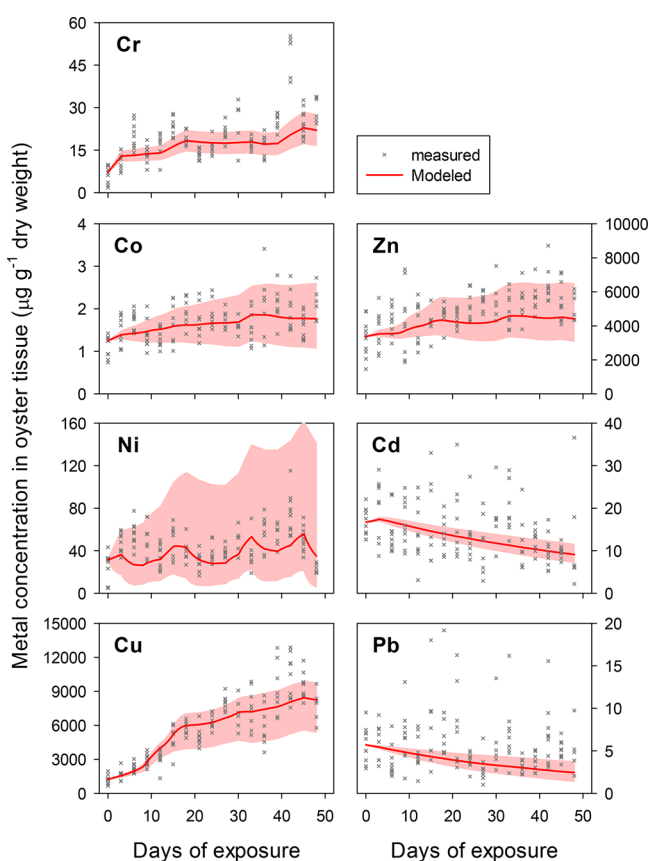 Metal concentration in oyster tissue (μg g⁻¹ dry weight)
Cr
60
45
30
15
0
measured
Modeled
Co
4
3
2
1
0
Zn
10000
8000
6000
4000
2000
0
Ni
160
120
80
40
0
Cd
40
30
20
10
0
Cu
15000
12000
9000
6000
3000
0
0 10 20 30 40 50
Days of exposure
Pb
20
15
10
5
0
0 10 20 30 40 50
Days of exposure